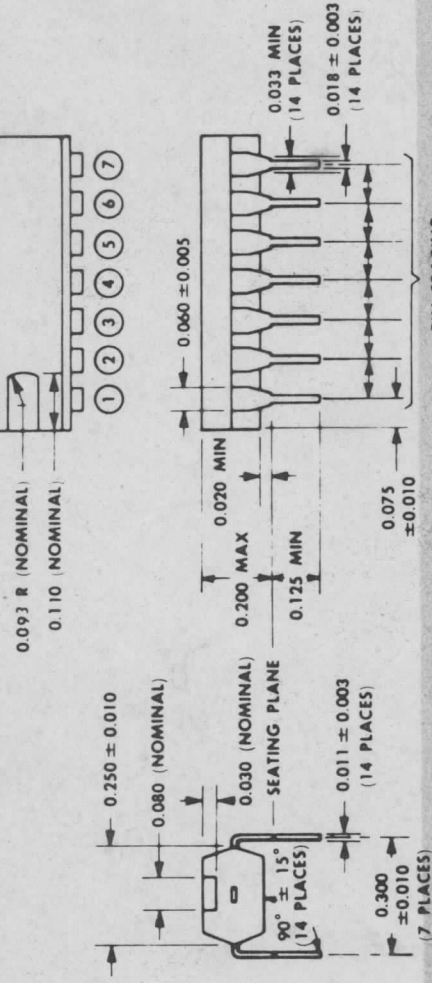 0.093 R (NOMINAL)
0.110 (NOMINAL)
1 2 3 4 5 6 7
0.250 ± 0.010
0.080 (NOMINAL)
0.030 (NOMINAL)
SEATING PLANE
90° ± 15°
(14 PLACES)
0.011 ± 0.003
(14 PLACES)
0.300
±0.010
(7 PLACES)
0.060 ± 0.005
0.020 MIN
0.200 MAX
0.125 MIN
0.075
±0.010
0.033 MIN
(14 PLACES)
0.018 ± 0.003
(14 PLACES)